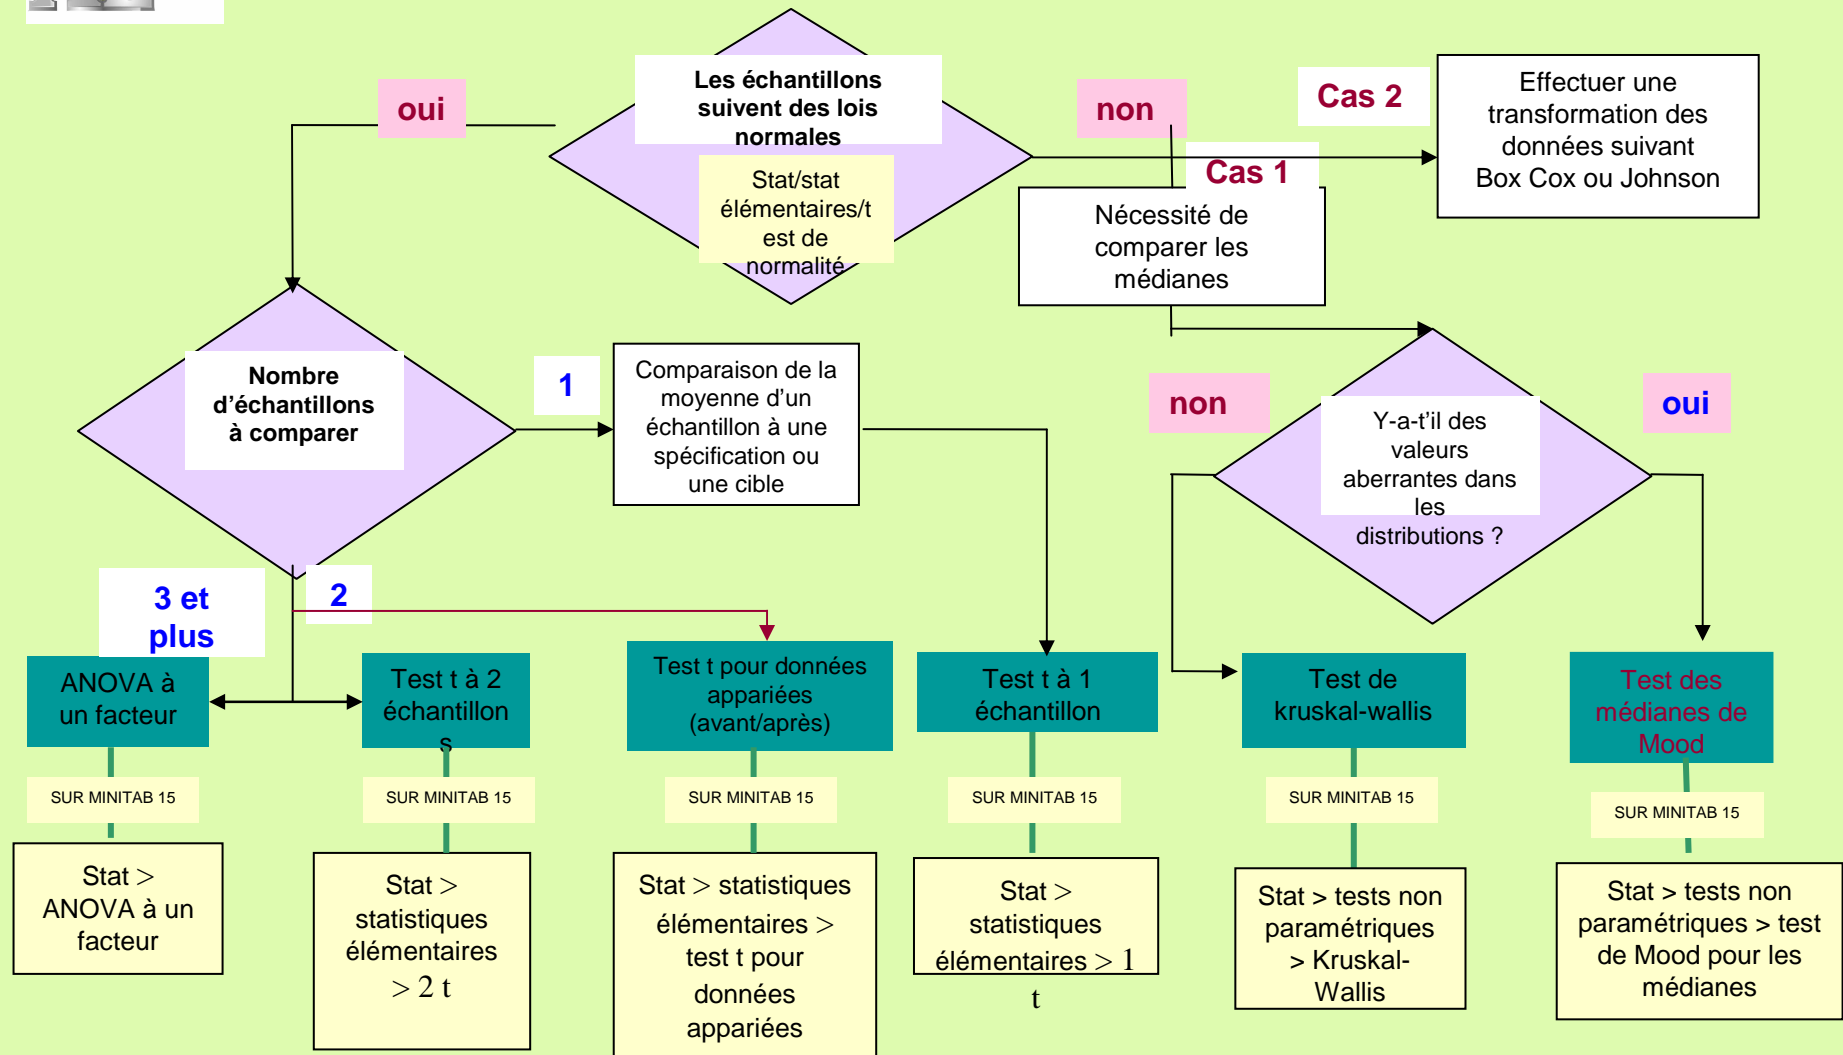 Les échantillons
suivent des lois
normales
Stat/stat
élémentaires/t
est de
normalité
oui
non
Cas 2
Effectuer une
transformation des
données suivant
Box Cox ou Johnson
Cas 1
Nécessité de
comparer les
médianes
Nombre
d’échantillons
à comparer
1
Comparaison de la
moyenne d’un
échantillon à une
spécification ou
une cible
non
Y-a-t’il des
valeurs
aberrantes dans
les
distributions ?
oui
3 et
plus
2
ANOVA à
un facteur
Test t à 2
échantillon
s
Test t pour données
appariées
(avant/après)
Test t à 1
échantillon
Test de
kruskal-wallis
Test des
médianes de
Mood
SUR MINITAB 15
SUR MINITAB 15
SUR MINITAB 15
SUR MINITAB 15
SUR MINITAB 15
SUR MINITAB 15
Stat >
ANOVA à un
facteur
Stat >
statistiques
élémentaires
> 2 t
Stat > statistiques
élémentaires >
test t pour
données
appariées
Stat >
statistiques
élémentaires > 1
t
Stat > tests non
paramétriques
> Kruskal-
Wallis
Stat > tests non
paramétriques > test
de Mood pour les
médianes